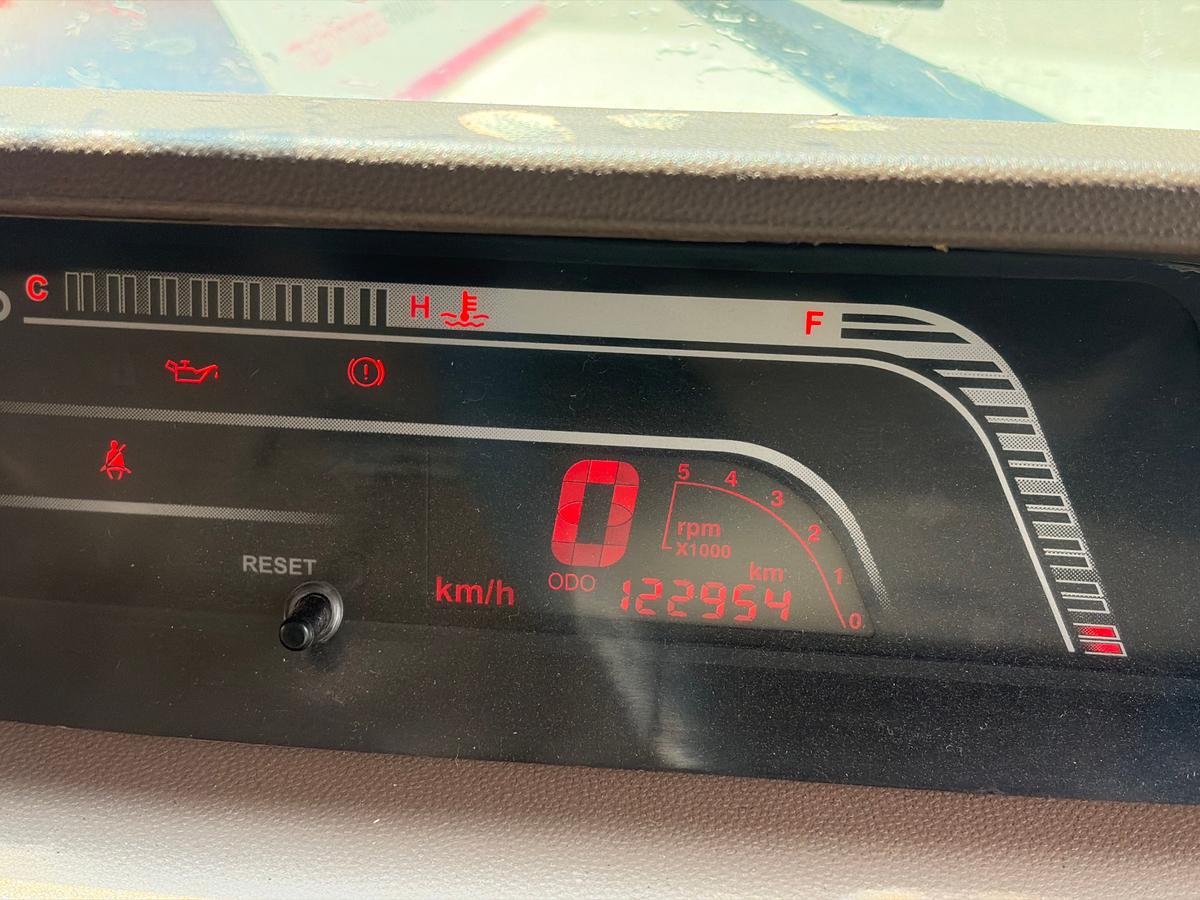 C
H
F
RESET
km/h
0
5 4 3 2 1 0
rpm
X1000
km
ODO 122954